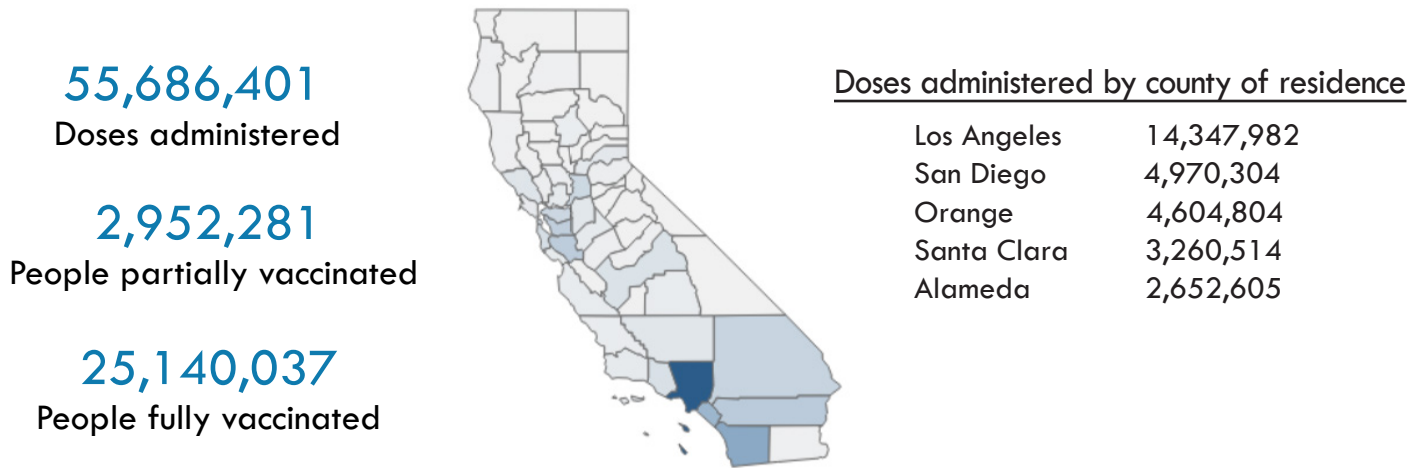 55,686,401
Doses administered
2,952,281
People partially vaccinated
25,140,037
People fully vaccinated
Doses administered by county of residence
Los Angeles 14,347,982
San Diego 4,970,304
Orange 4,604,804
Santa Clara 3,260,514
Alameda 2,652,605